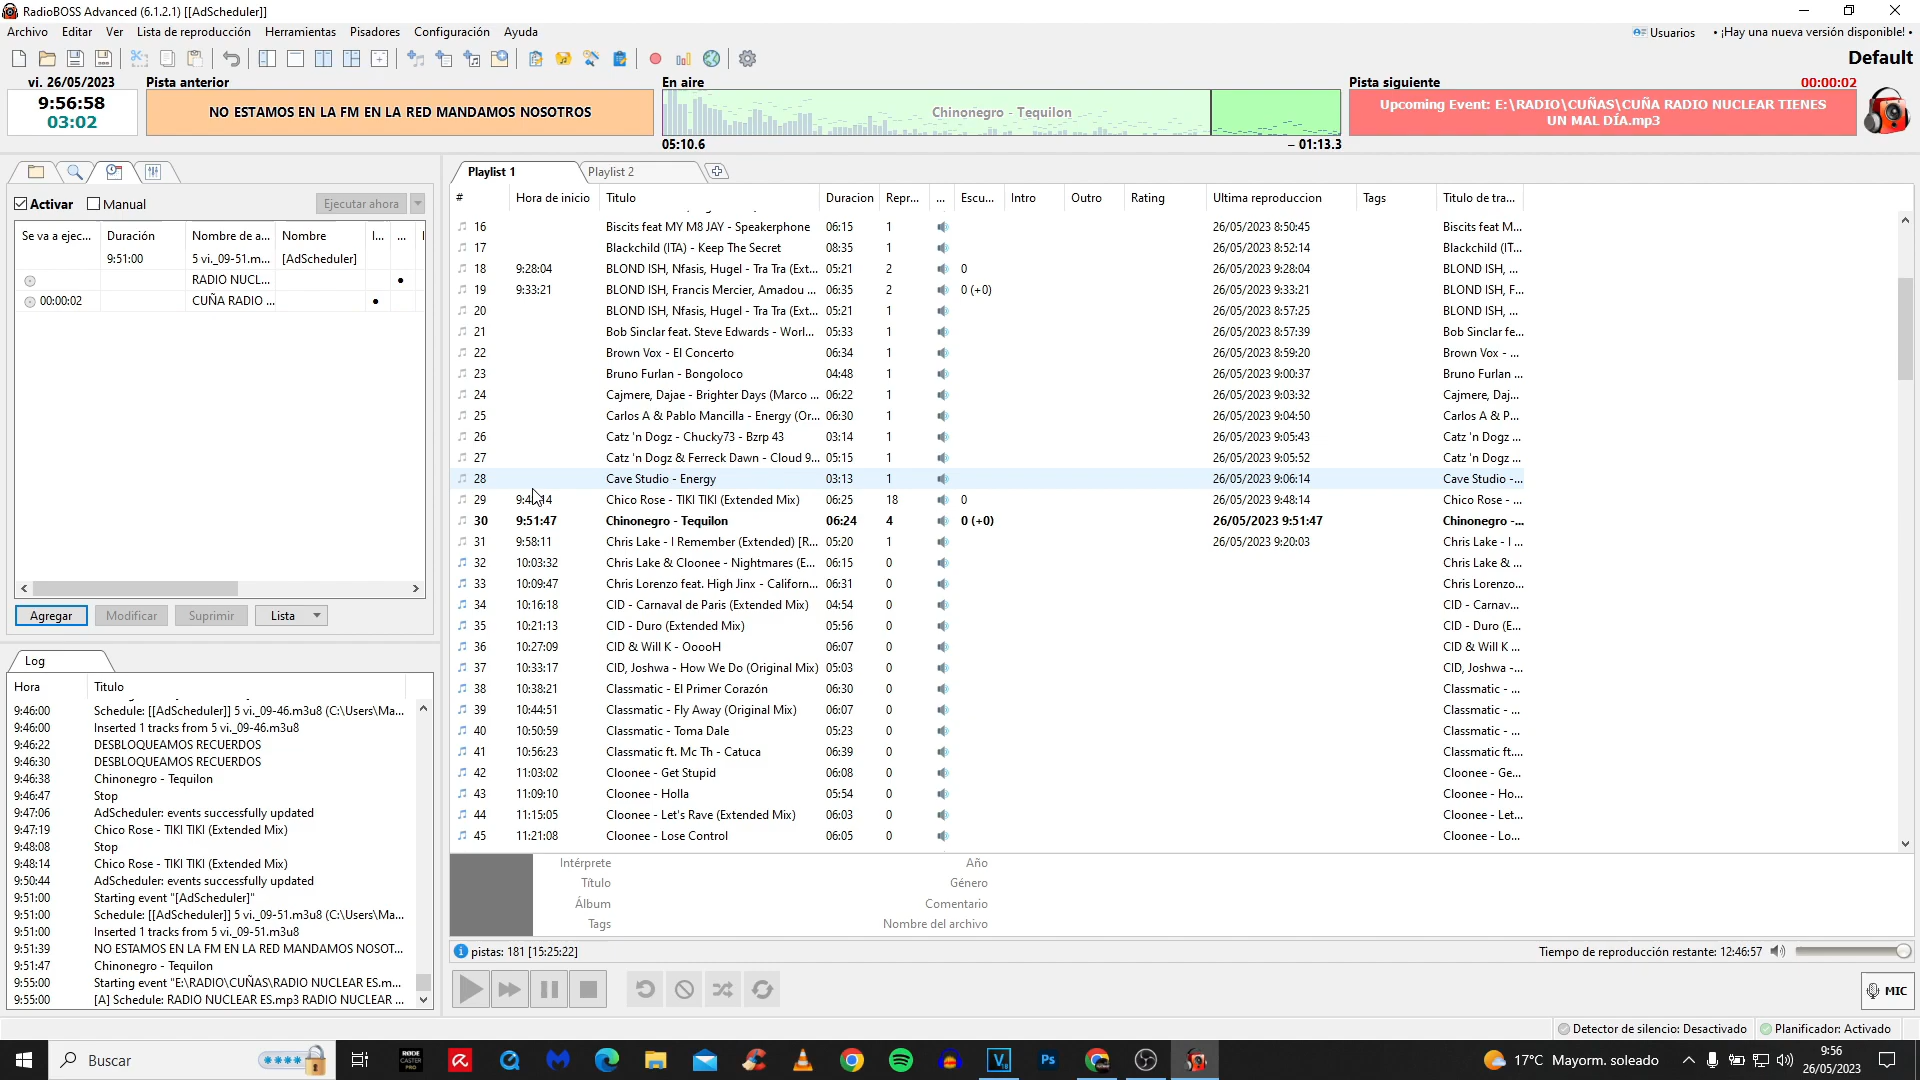 RadioBOSS Advanced (6.1.2.1) [[AdScheduler]]
Archivo Editar Ver Lista de reproducción Herramientas Pisadores Configuración Ayuda
Usuarios • ¡Hay una nueva versión disponible! •
Default
vi. 26/05/2023 Pista anterior En aire Pista siguiente 00:00:02
9:56:58
03:02
NO ESTAMOS EN LA FM EN LA RED MANDAMOS NOSOTROS
Chinonegro - Tequilon
Upcoming Event: E:\RADIO\CUÑAS\CUÑA RADIO NUCLEAR TIENES
UN MAL DÍA.mp3
05:10.6 – 01:13.3
Activar Manual Ejecutar ahora
Se va a ejec... Duración Nombre de a... Nombre I... ...
9:51:00 5 vi._09-51.m... [AdScheduler]
RADIO NUCL... •
00:00:02 CUÑA RADIO ... •
Agregar Modificar Suprimir Lista
Log
Hora Titulo
9:46:00 Schedule: [[AdScheduler]] 5 vi._09-46.m3u8 (C:\Users\Ma...
9:46:00 Inserted 1 tracks from 5 vi._09-46.m3u8
9:46:22 DESBLOQUEAMOS RECUERDOS
9:46:30 DESBLOQUEAMOS RECUERDOS
9:46:38 Chinonegro - Tequilon
9:46:47 Stop
9:47:06 AdScheduler: events successfully updated
9:47:19 Chico Rose - TIKI TIKI (Extended Mix)
9:48:08 Stop
9:48:14 Chico Rose - TIKI TIKI (Extended Mix)
9:50:44 AdScheduler: events successfully updated
9:51:00 Starting event "[AdScheduler]"
9:51:00 Schedule: [[AdScheduler]] 5 vi._09-51.m3u8 (C:\Users\Ma...
9:51:00 Inserted 1 tracks from 5 vi._09-51.m3u8
9:51:39 NO ESTAMOS EN LA FM EN LA RED MANDAMOS NOSOT...
9:51:47 Chinonegro - Tequilon
9:55:00 Starting event "E:\RADIO\CUÑAS\RADIO NUCLEAR ES.m...
9:55:00 [A] Schedule: RADIO NUCLEAR ES.mp3 RADIO NUCLEAR ...
Playlist 1 Playlist 2
# Hora de inicio Titulo Duracion Repr... ... Escu... Intro Outro Rating Ultima reproduccion Tags Titulo de tra...
16 Biscits feat MY M8 JAY - Speakerphone 06:15 1 26/05/2023 8:50:45 Biscits feat M...
17 Blackchild (ITA) - Keep The Secret 08:35 1 26/05/2023 8:52:14 Blackchild (IT...
18 9:28:04 BLOND ISH, Nfasis, Hugel - Tra Tra (Ext... 05:21 2 0 26/05/2023 9:28:04 BLOND ISH, ...
19 9:33:21 BLOND ISH, Francis Mercier, Amadou ... 06:35 2 0 (+0) 26/05/2023 9:33:21 BLOND ISH, F...
20 BLOND ISH, Nfasis, Hugel - Tra Tra (Ext... 05:21 1 26/05/2023 8:57:25 BLOND ISH, ...
21 Bob Sinclar feat. Steve Edwards - Worl... 05:33 1 26/05/2023 8:57:39 Bob Sinclar fe...
22 Brown Vox - El Concerto 06:34 1 26/05/2023 8:59:20 Brown Vox - ...
23 Bruno Furlan - Bongoloco 04:48 1 26/05/2023 9:00:37 Bruno Furlan ...
24 Cajmere, Dajae - Brighter Days (Marco ... 06:22 1 26/05/2023 9:03:32 Cajmere, Daj...
25 Carlos A & Pablo Mancilla - Energy (Or... 06:30 1 26/05/2023 9:04:50 Carlos A & P...
26 Catz 'n Dogz - Chucky73 - Bzrp 43 03:14 1 26/05/2023 9:05:43 Catz 'n Dogz ...
27 Catz 'n Dogz & Ferreck Dawn - Cloud 9... 05:15 1 26/05/2023 9:05:52 Catz 'n Dogz ...
28 Cave Studio - Energy 03:13 1 26/05/2023 9:06:14 Cave Studio -...
29 Chico Rose - TIKI TIKI (Extended Mix) 06:25 18 0 26/05/2023 9:48:14 Chico Rose - ...
30 9:51:47 Chinonegro - Tequilon 06:24 4 0 (+0) 26/05/2023 9:51:47 Chinonegro -...
31 9:58:11 Chris Lake - I Remember (Extended) [R... 05:20 1 26/05/2023 9:20:03 Chris Lake - I ...
32 10:03:32 Chris Lake & Cloonee - Nightmares (E... 06:15 0 Chris Lake & ...
33 10:09:47 Chris Lorenzo feat. High Jinx - Californ... 06:31 0 Chris Lorenzo...
34 10:16:18 CID - Carnaval de Paris (Extended Mix) 04:54 0 CID - Carnav...
35 10:21:13 CID - Duro (Extended Mix) 05:56 0 CID - Duro (E...
36 10:27:09 CID & Will K - OoooH 06:07 0 CID & Will K ...
37 10:33:17 CID, Joshwa - How We Do (Original Mix) 05:03 0 CID, Joshwa -...
38 10:38:21 Classmatic - El Primer Corazón 06:30 0 Classmatic - ...
39 10:44:51 Classmatic - Fly Away (Original Mix) 06:07 0 Classmatic - ...
40 10:50:59 Classmatic - Toma Dale 05:23 0 Classmatic - ...
41 10:56:23 Classmatic ft. Mc Th - Catuca 06:39 0 Classmatic ft....
42 11:03:02 Cloonee - Get Stupid 06:08 0 Cloonee - Ge...
43 11:09:10 Cloonee - Holla 05:54 0 Cloonee - Ho...
44 11:15:05 Cloonee - Let's Rave (Extended Mix) 06:03 0 Cloonee - Let...
45 11:21:08 Cloonee - Lose Control 06:05 0 Cloonee - Lo...
Intérprete Año
Título Género
Álbum Comentario
Tags Nombre del archivo
pistas: 181 [15:25:22] Tiempo de reproducción restante: 12:46:57
MIC
Detector de silencio: Desactivado Planificador: Activado
Buscar
17°C Mayorm. soleado
9:56
26/05/2023